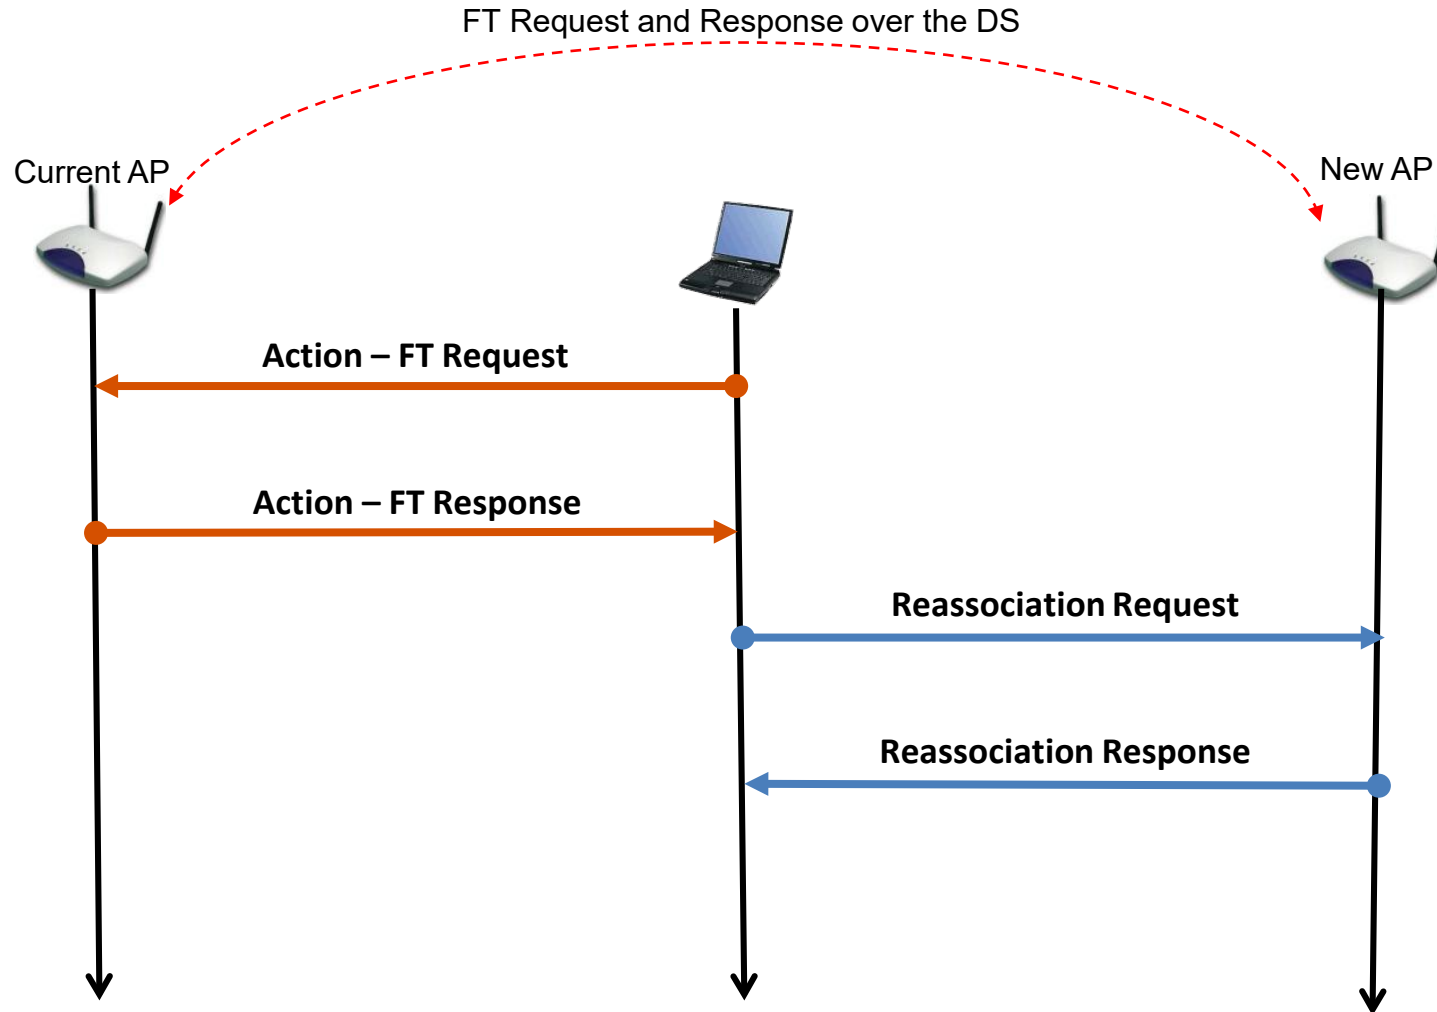 FT Request and Response over the DS
Current AP
New AP
Action – FT Request
Action – FT Response
Reassociation Request
Reassociation Response